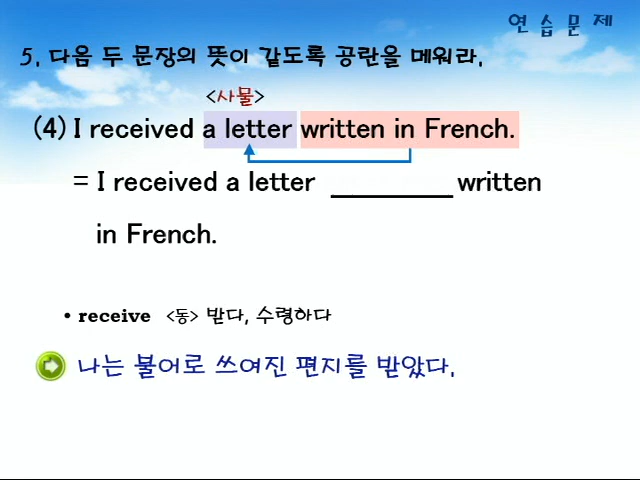 연 습 문 제
5. 다음 두 문장의 뜻이 같도록 공란을 메워라.
<사물>
(4) I received a letter written in French.
= I received a letter ________ written
in French.
• receive <동> 받다, 수령하다
나는 불어로 쓰여진 편지를 받았다.